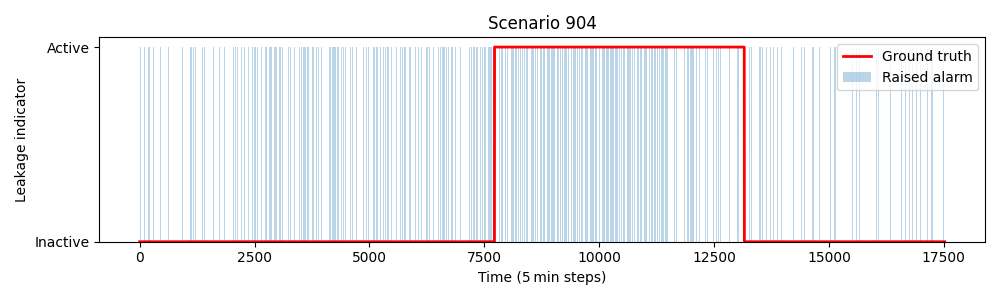 Scenario 904
Active
Inactive
Leakage indicator
Ground truth
Raised alarm
0
2500
5000
7500
10000
12500
15000
17500
Time (5 min steps)